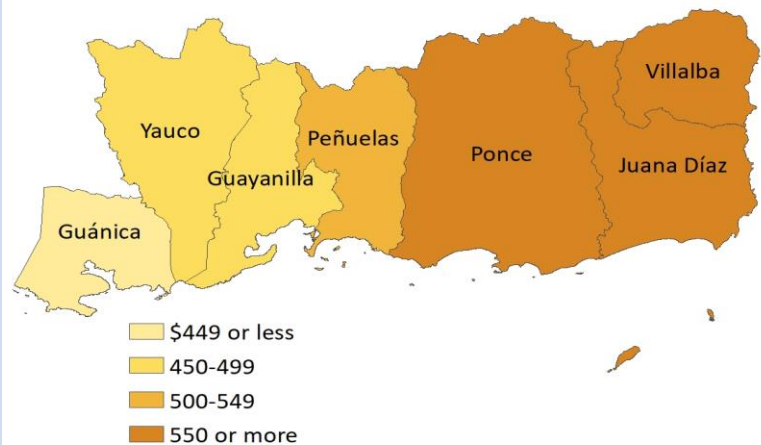 Villalba
Yauco
Peñuelas
Ponce
Juana Díaz
Guayanilla
Guánica
$449 or less
450-499
500-549
550 or more